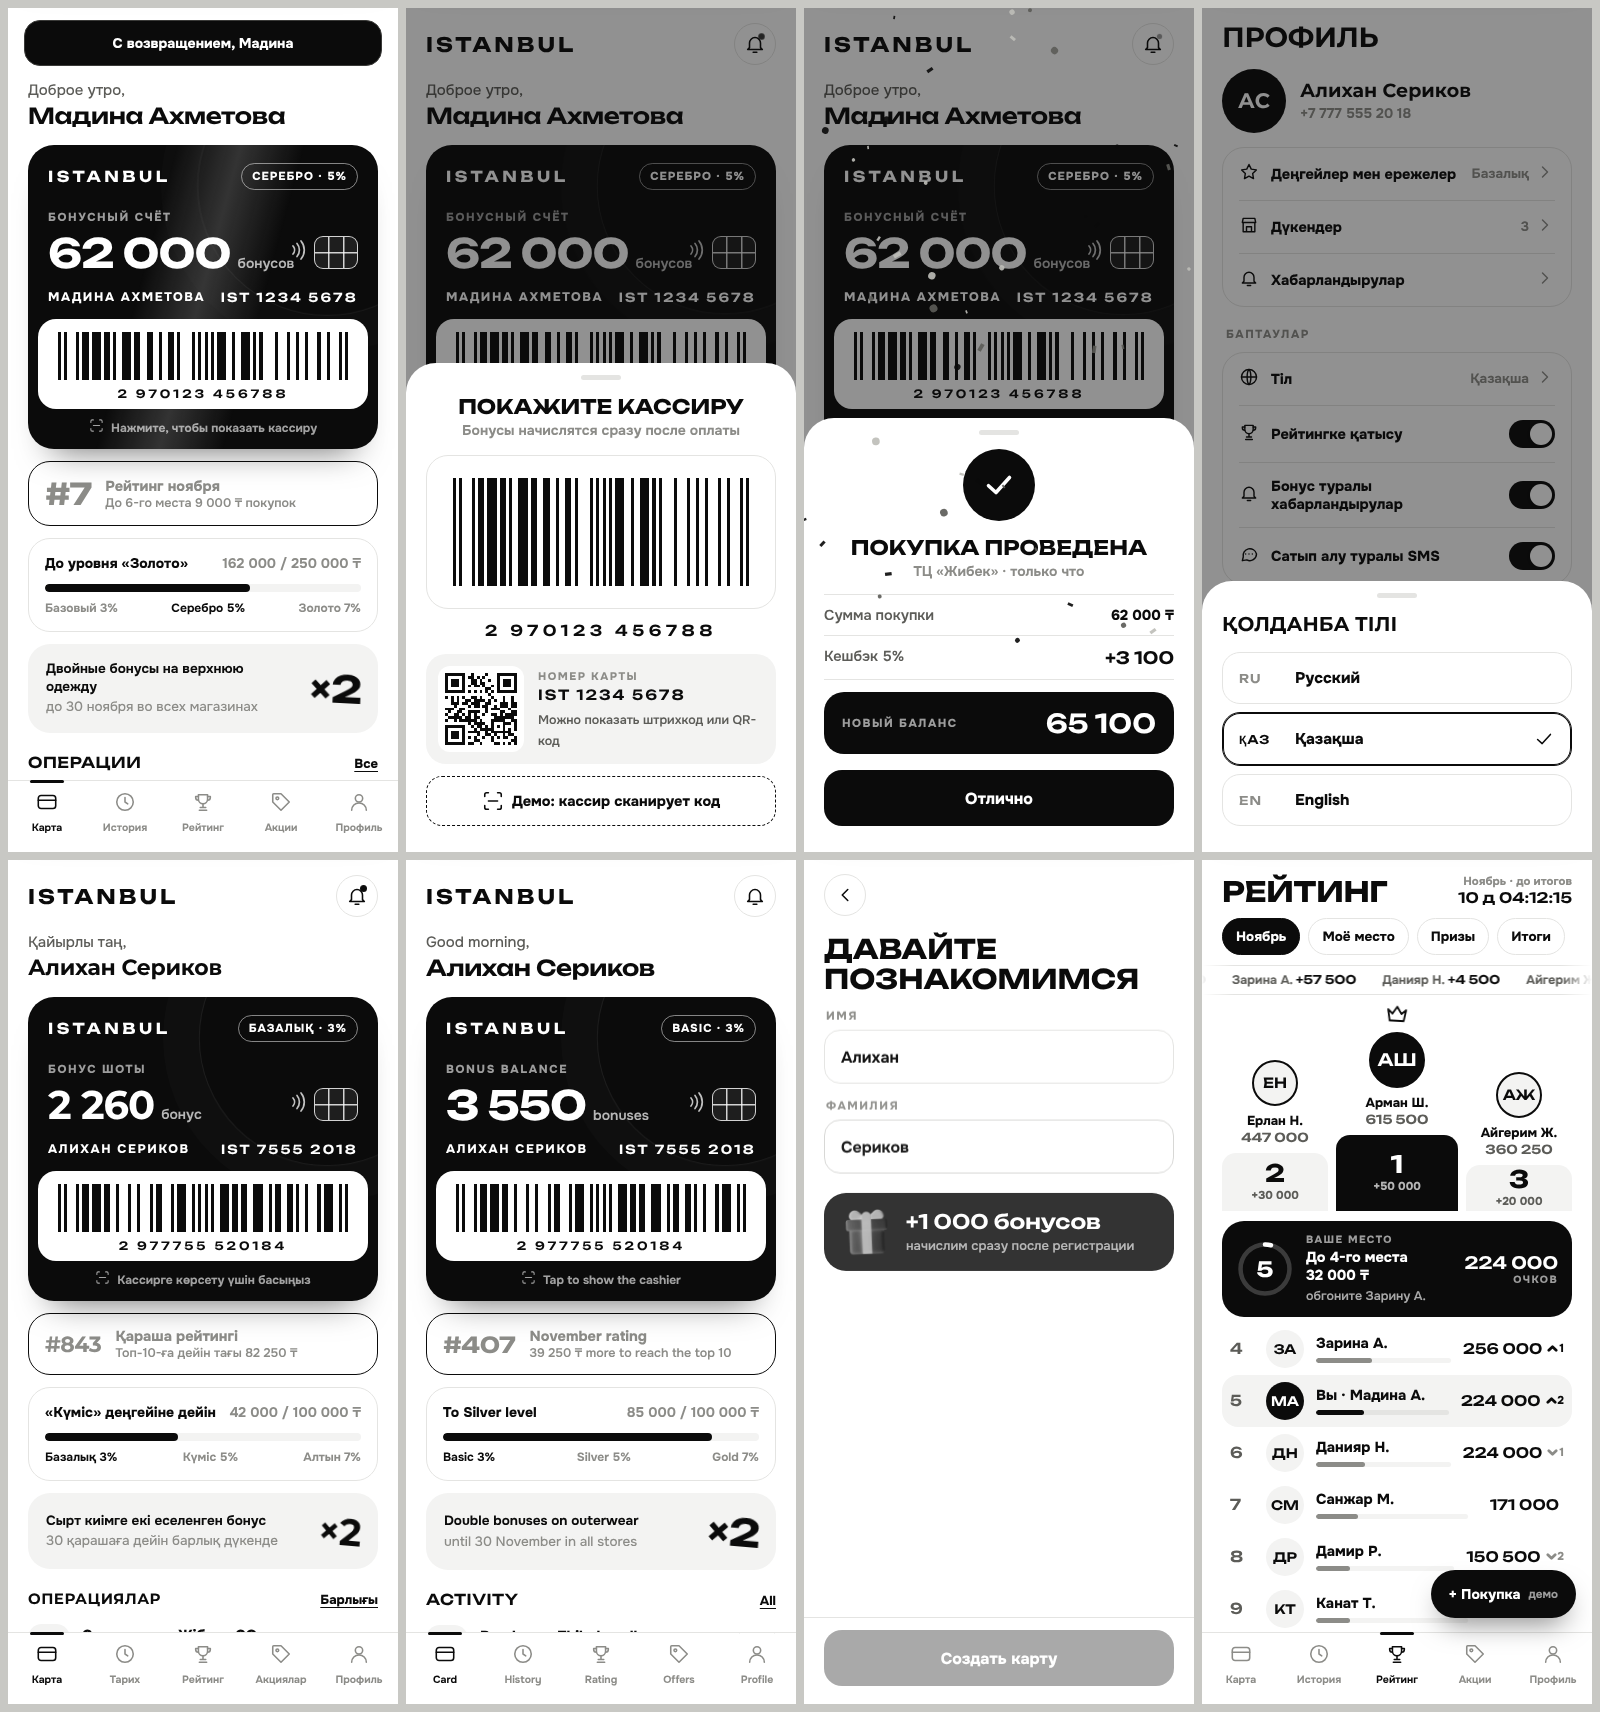 С возвращением, Мадина
Доброе утро,
Мадина Ахметова
ISTANBUL
СЕРЕБРО · 5%
БОНУСНЫЙ СЧЁТ
62 000 бонусов
МАДИНА АХМЕТОВА IST 1234 5678
2 970123 456788
Нажмите, чтобы показать кассиру
#7 Рейтинг ноября
До 6-го места 9 000 ₸ покупок
До уровня «Золото» 162 000 / 250 000 ₸
Базовый 3% Серебро 5% Золото 7%
Двойные бонусы на верхнюю
одежду
до 30 ноября во всех магазинах
×2
ОПЕРАЦИИ Все
Карта История Рейтинг Акции Профиль
ISTANBUL
Доброе утро,
Мадина Ахметова
ISTANBUL
СЕРЕБРО · 5%
БОНУСНЫЙ СЧЁТ
62 000 бонусов
МАДИНА АХМЕТОВА IST 1234 5678
ПОКАЖИТЕ КАССИРУ
Бонусы начислятся сразу после оплаты
2 970123 456788
НОМЕР КАРТЫ
IST 1234 5678
Можно показать штрихкод или QR-
код
Демо: кассир сканирует код
ISTANBUL
Доброе утро,
Мадина Ахметова
ISTANBUL
СЕРЕБРО · 5%
БОНУСНЫЙ СЧЁТ
62 000 бонусов
МАДИНА АХМЕТОВА IST 1234 5678
2 970123 456788
ПОКУПКА ПРОВЕДЕНА
ТЦ «Жибек» · только что
Сумма покупки 62 000 ₸
Кешбэк 5% +3 100
НОВЫЙ БАЛАНС 65 100
Отлично
ПРОФИЛЬ
АС
Алихан Сериков
+7 777 555 20 18
Деңгейлер мен ережелер Базалық
Дүкендер 3
Хабарландырулар
БАПТАУЛАР
Тіл Қазақша
Рейтингке қатысу
Бонус туралы
хабарландырулар
Сатып алу туралы SMS
ҚОЛДАНБА ТІЛІ
RU Русский
ҚАЗ Қазақша
EN English
ISTANBUL
Қайырлы таң,
Алихан Сериков
ISTANBUL
БАЗАЛЫҚ · 3%
БОНУС ШОТЫ
2 260 бонус
АЛИХАН СЕРИКОВ IST 7555 2018
2 977755 520184
Кассирге көрсету үшін басыңыз
#843 Қараша рейтингі
Топ-10-ға дейін тағы 82 250 ₸
«Күміс» деңгейіне дейін 42 000 / 100 000 ₸
Базалық 3% Күміс 5% Алтын 7%
Сырт киімге екі еселенген бонус
30 қарашаға дейін барлық дүкенде
×2
ОПЕРАЦИЯЛАР Барлығы
Карта Тарих Рейтинг Акциялар Профиль
ISTANBUL
Good morning,
Алихан Сериков
ISTANBUL
BASIC · 3%
BONUS BALANCE
3 550 bonuses
АЛИХАН СЕРИКОВ IST 7555 2018
2 977755 520184
Tap to show the cashier
#407 November rating
39 250 ₸ more to reach the top 10
To Silver level 85 000 / 100 000 ₸
Basic 3% Silver 5% Gold 7%
Double bonuses on outerwear
until 30 November in all stores
×2
ACTIVITY All
Card History Rating Offers Profile
ДАВАЙТЕ
ПОЗНАКОМИМСЯ
ИМЯ
Алихан
ФАМИЛИЯ
Сериков
+1 000 бонусов
начислим сразу после регистрации
Создать карту
РЕЙТИНГ
Ноябрь · до итогов
10 д 04:12:15
Ноябрь Моё место Призы Итоги
Зарина А. +57 500 Данияр Н. +4 500 Айгерим
АШ
Арман Ш.
615 500
ЕН
Ерлан Н.
447 000
АЖ
Айгерим Ж.
360 250
1
+50 000
2
+30 000
3
+20 000
5
ВАШЕ МЕСТО
До 4-го места
32 000 ₸
обгоните Зарину А.
224 000
ОЧКОВ
4 ЗА Зарина А. 256 000 1
5 МА Вы · Мадина А. 224 000 2
6 ДН Данияр Н. 224 000 1
7 СМ Санжар М. 171 000
8 ДР Дамир Р. 150 500 2
9 КТ Канат Т.
+ Покупка демо
Карта История Рейтинг Акции Профиль